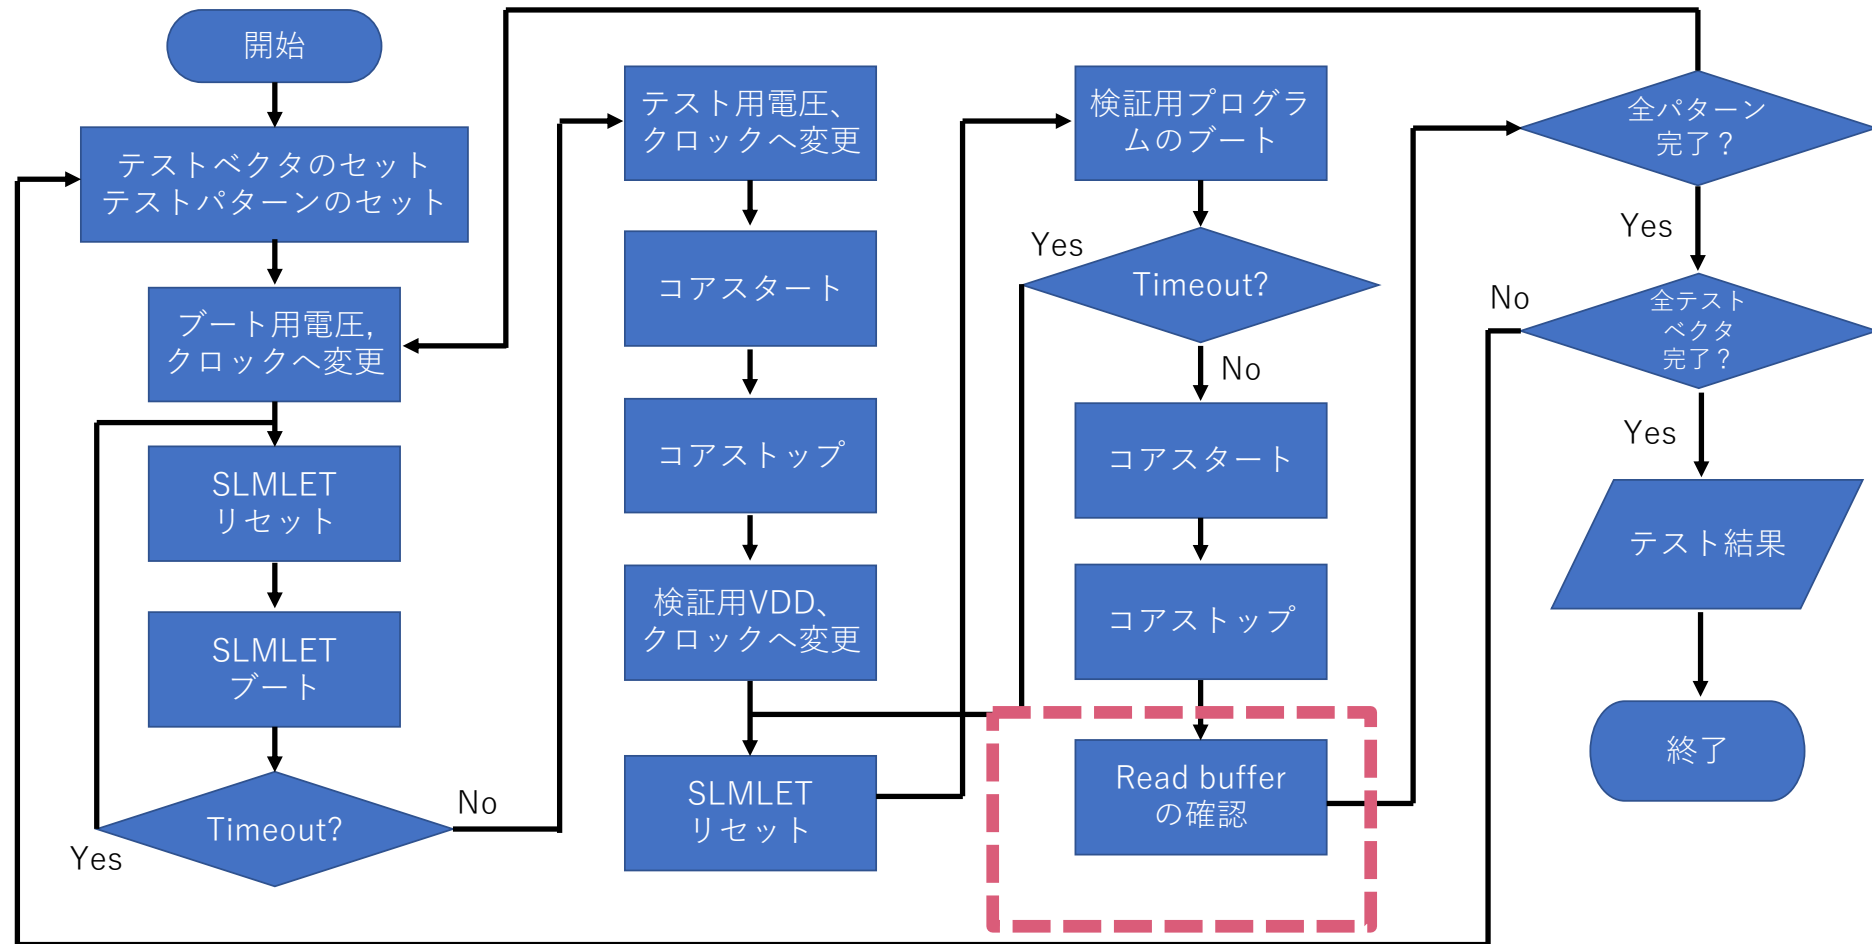 開始
テストベクタのセット
テストパターンのセット
ブート用電圧,
クロックへ変更
SLMLET
リセット
SLMLET
ブート
Timeout?
Yes
No
テスト用電圧、
クロックへ変更
コアスタート
コアストップ
検証用VDD、
クロックへ変更
SLMLET
リセット
検証用プログラ
ムのブート
Yes
Timeout?
No
コアスタート
コアストップ
Read buffer
の確認
全パターン
完了？
Yes
No
全テスト
ベクタ
完了？
Yes
テスト結果
終了